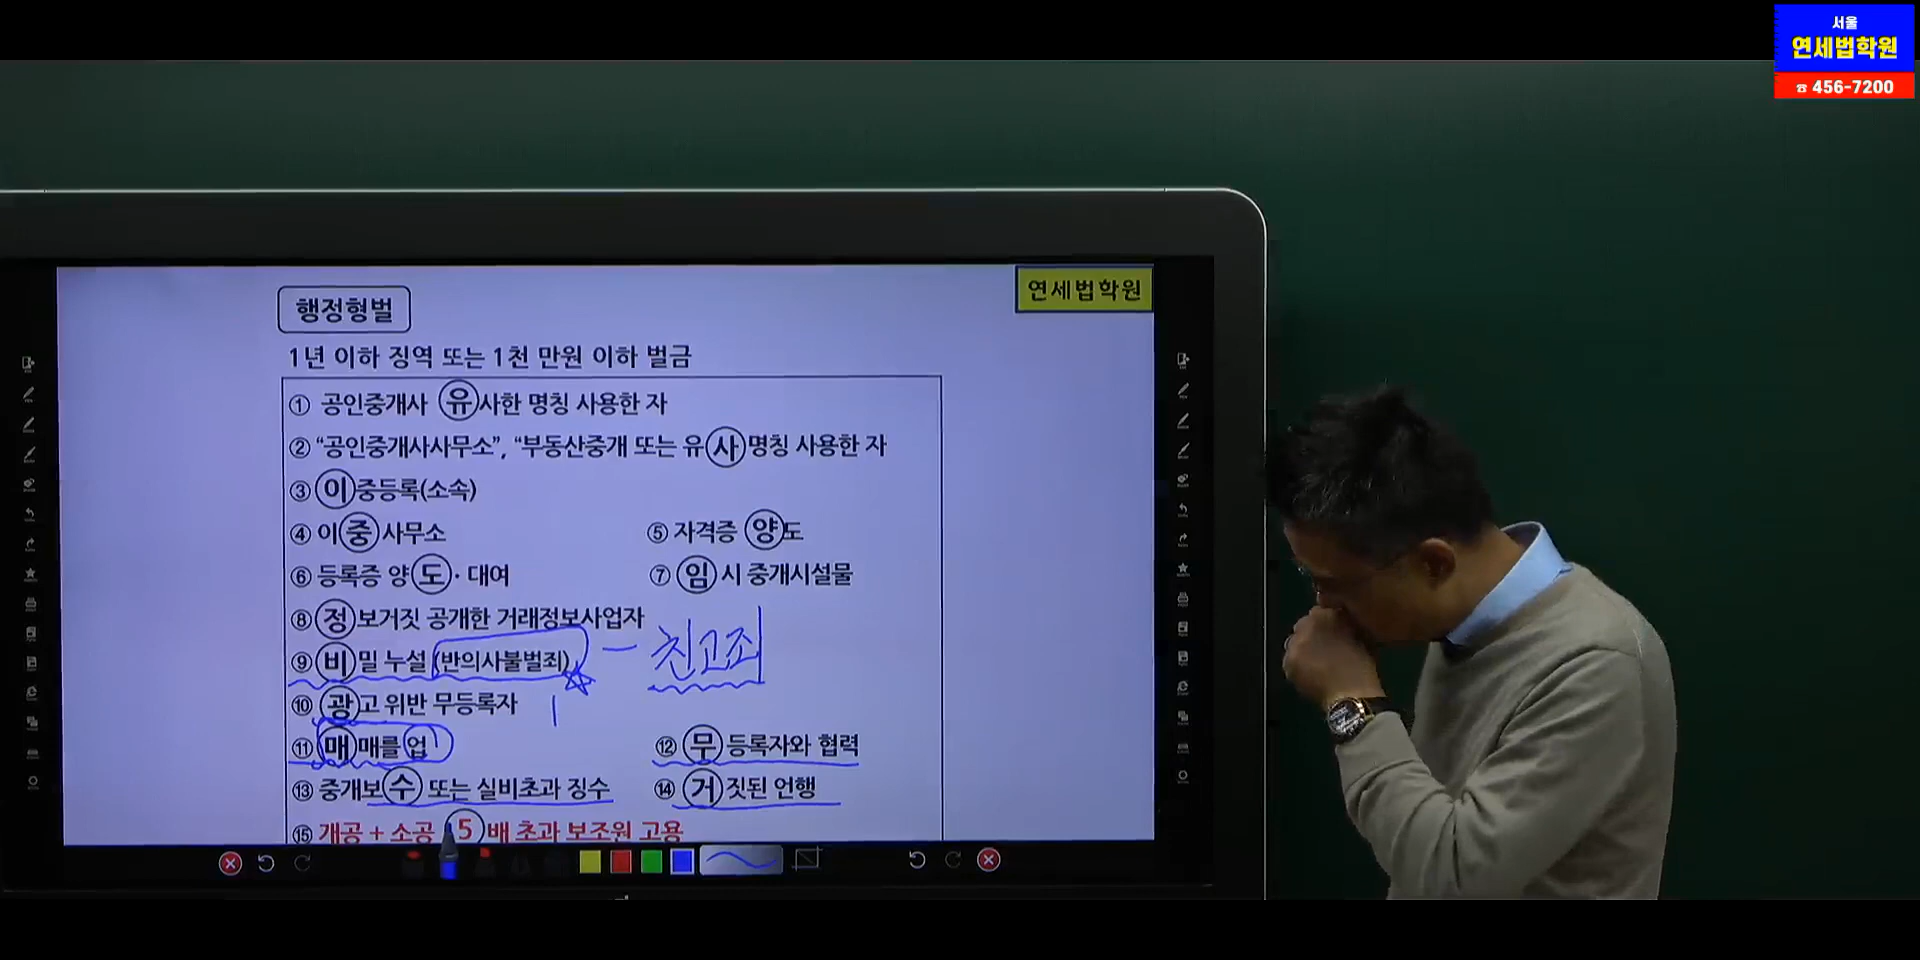 서울
연세법학원
☎ 456-7200
연세법학원
행정형벌
1년 이하 징역 또는 1천 만원 이하 벌금
① 공인중개사 유사한 명칭 사용한 자
② “공인중개사사무소”, “부동산중개 또는 유사명칭 사용한 자
③ 이중등록(소속)
④ 이중사무소 ⑤ 자격증 양도
⑥ 등록증 양도·대여 ⑦ 임시 중개시설물
⑧ 정보거짓 공개한 거래정보사업자
⑨ 비밀 누설 (반의사불벌죄) - 친고죄
⑩ 광고 위반 무등록자
⑪ 매매를 업 ⑫ 무등록자와 협력
⑬ 중개보수 또는 실비초과 징수 ⑭ 거짓된 언행
⑮ 개공 + 소공 5배 초과 보조원 고용